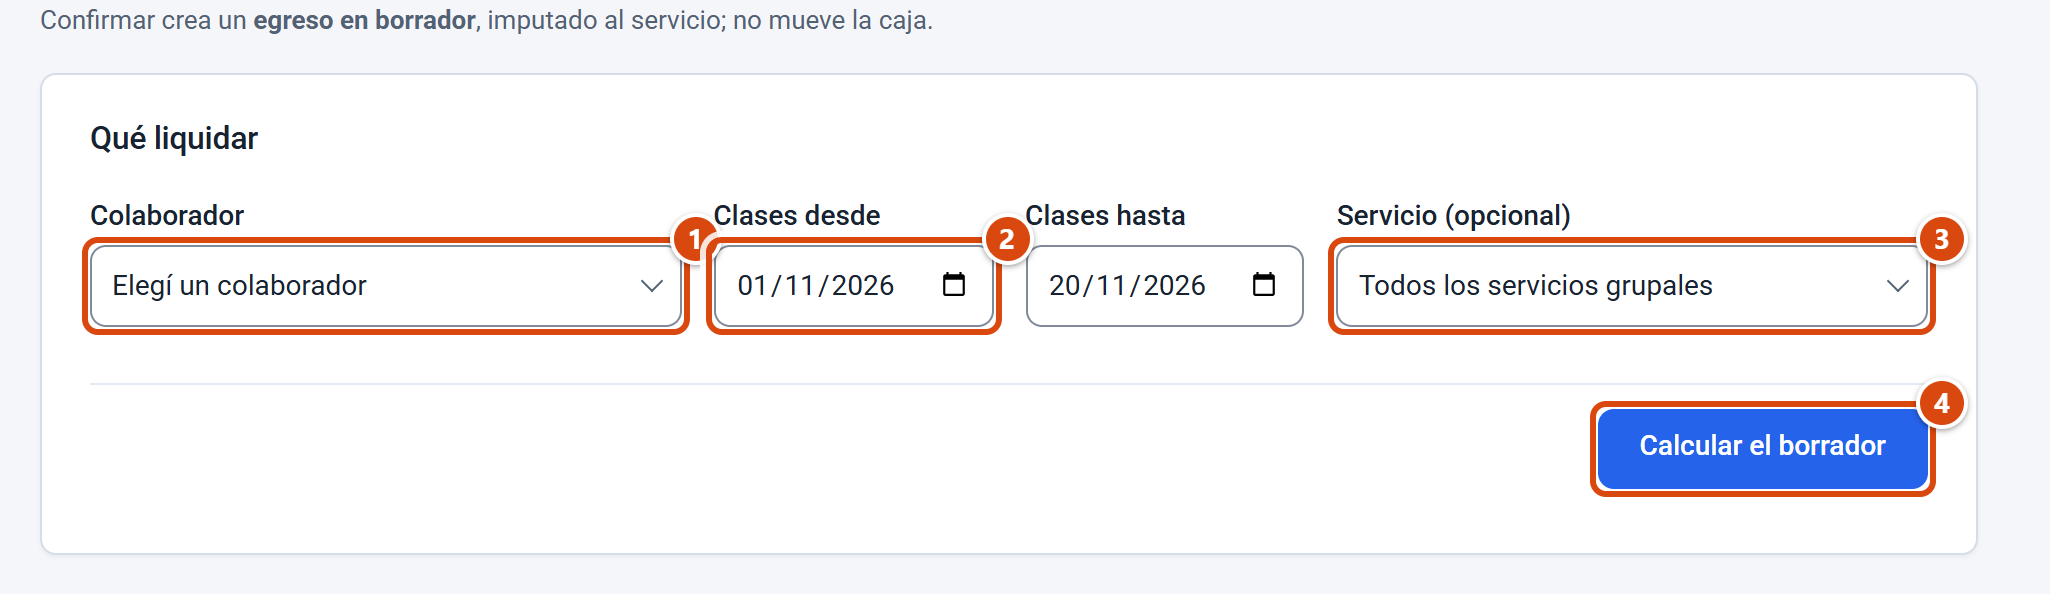 Confirmar crea un egreso en borrador, imputado al servicio; no mueve la caja.
Qué liquidar
Colaborador
Clases desde
Clases hasta
Servicio (opcional)
1
2
3
Elegí un colaborador
01/11/2026
20/11/2026
Todos los servicios grupales
4
Calcular el borrador